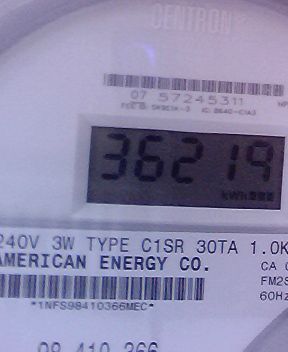 CENTRON
07 57245311
36219
kWh
240V 3W TYPE C1SR 30TA 1.0K
AMERICAN ENERGY CO.
CA
FM2S
60Hz
*1NFS98410366MEC*
98 410 366